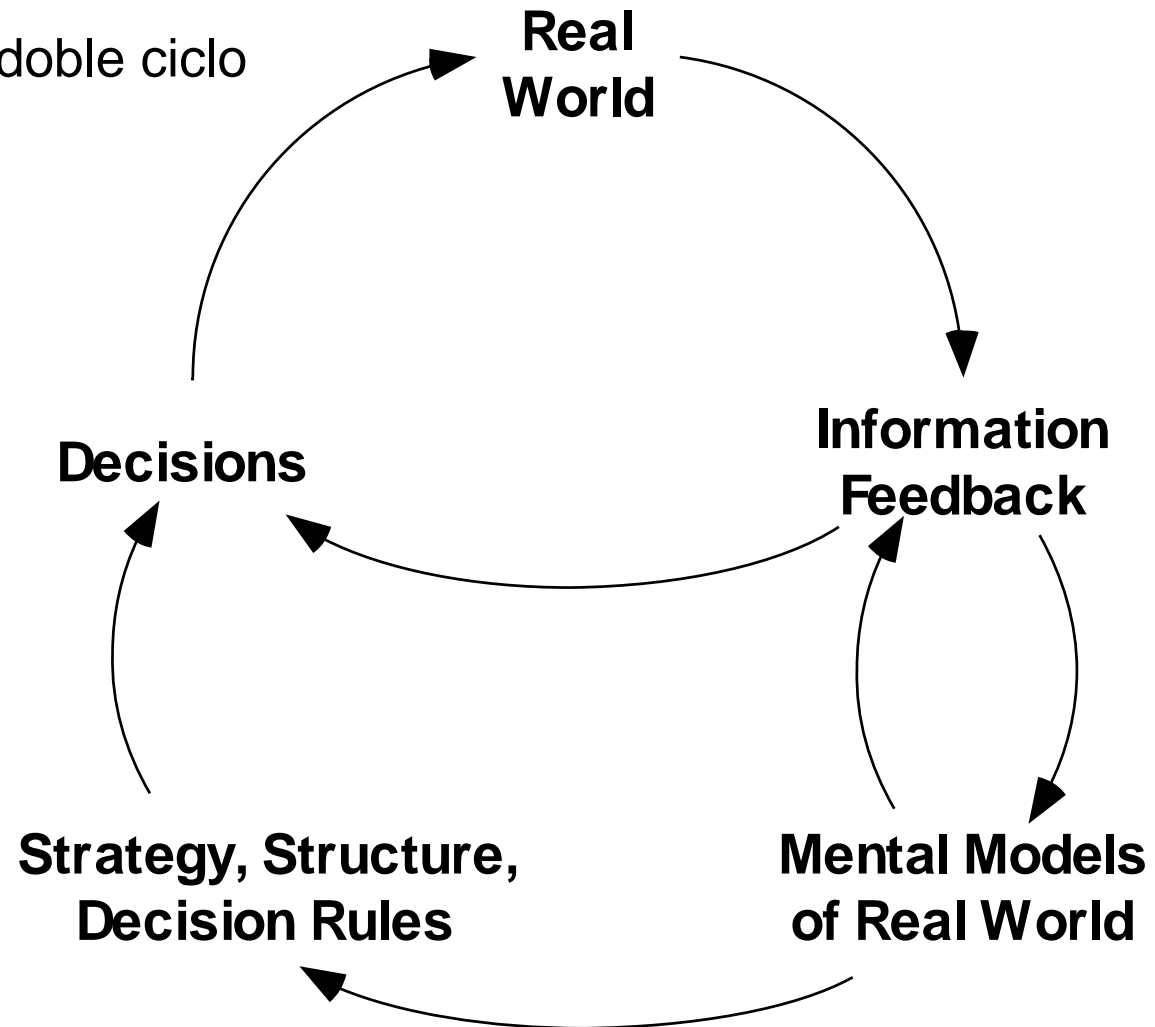 doble ciclo
Real
World
Information
Feedback
Decisions
Strategy, Structure,
Decision Rules
Mental Models
of Real World